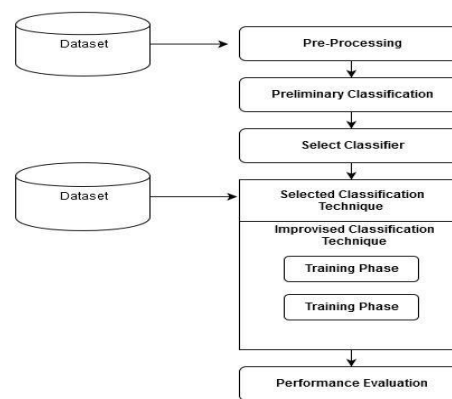 Dataset
Pre-Processing
Preliminary Classification
Select Classifier
Dataset
Selected Classification
Technique
Improvised Classification
Technique
Training Phase
Training Phase
Performance Evaluation